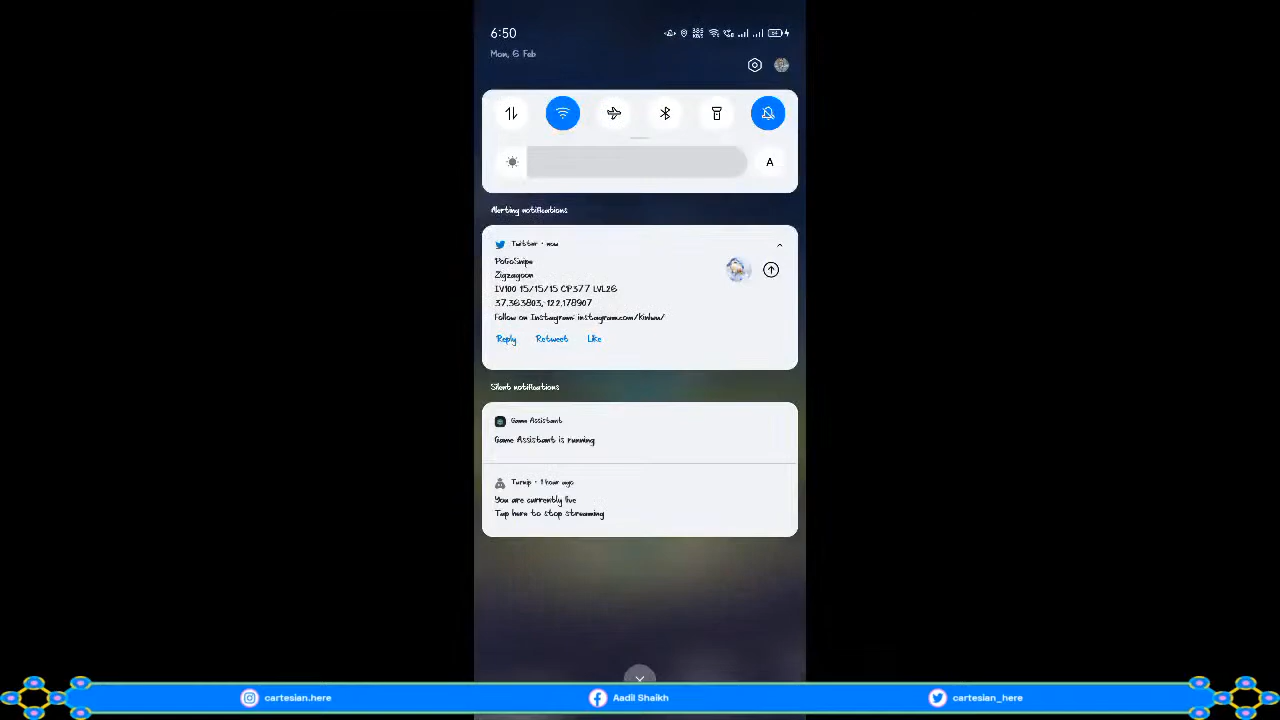 6:50
Mon, 6 Feb
A
Alerting notifications
Twitter • now
PoGoSnipe
Zigzagoon
IV100 15/15/15 CP377 LVL26
37.363803,-122.178907
Follow on Instagram: instagram.com/kinlwu/
Reply Retweet Like
Silent notifications
Game Assistant
Game Assistant is running
Turnip • 1 hour ago
You are currently live
Tap here to stop streaming
cartesian.here Aadil Shaikh cartesian_here